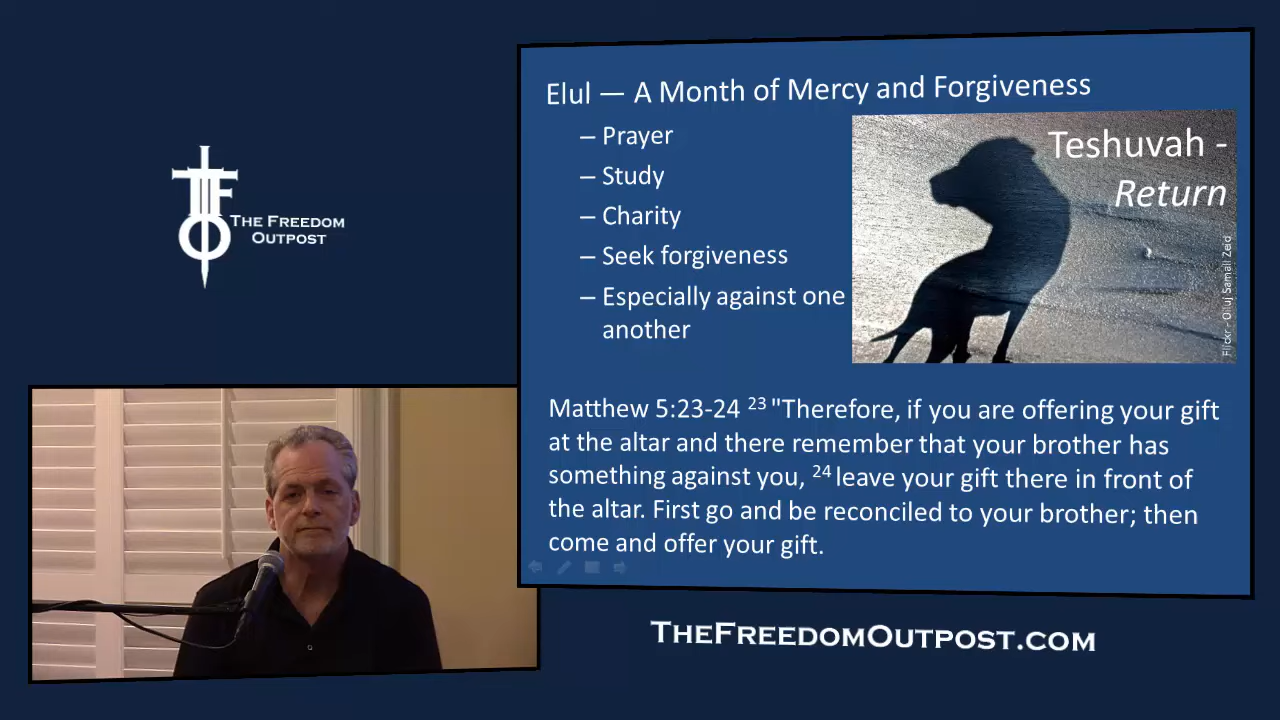 THE FREEDOM
OUTPOST
Elul — A Month of Mercy and Forgiveness
– Prayer
– Study
– Charity
– Seek forgiveness
– Especially against one
another
Teshuvah -
Return
Matthew 5:23-24 23 "Therefore, if you are offering your gift
at the altar and there remember that your brother has
something against you, 24 leave your gift there in front of
the altar. First go and be reconciled to your brother; then
come and offer your gift.
THEFREEDOMOUTPOST.COM